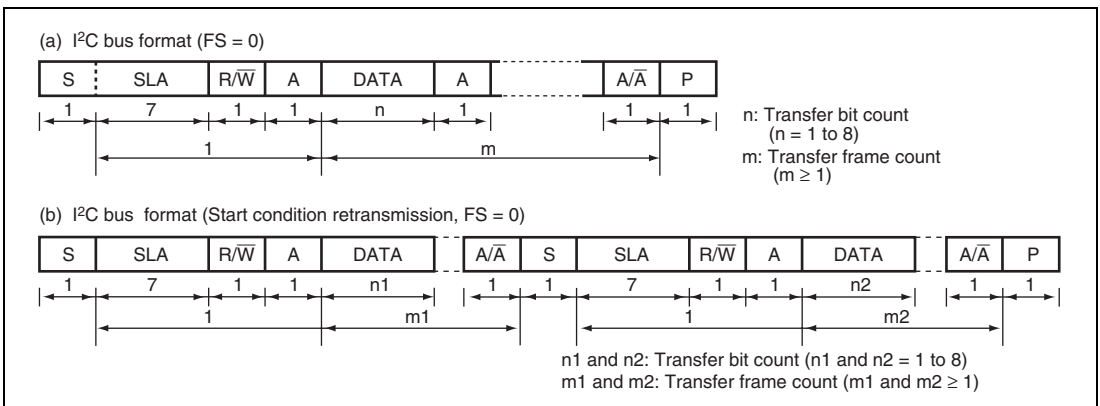 (a) I²C bus format (FS = 0)
S SLA R/W̅ A DATA A A/A̅ P
1 7 1 1 n 1 1 1
1 m
n: Transfer bit count
(n = 1 to 8)
m: Transfer frame count
(m ≥ 1)
(b) I²C bus format (Start condition retransmission, FS = 0)
S SLA R/W̅ A DATA A/A̅ S SLA R/W̅ A DATA A/A̅ P
1 7 1 1 n1 1 1 7 1 1 n2 1 1
1 m1 1 m2
n1 and n2: Transfer bit count (n1 and n2 = 1 to 8)
m1 and m2: Transfer frame count (m1 and m2 ≥ 1)